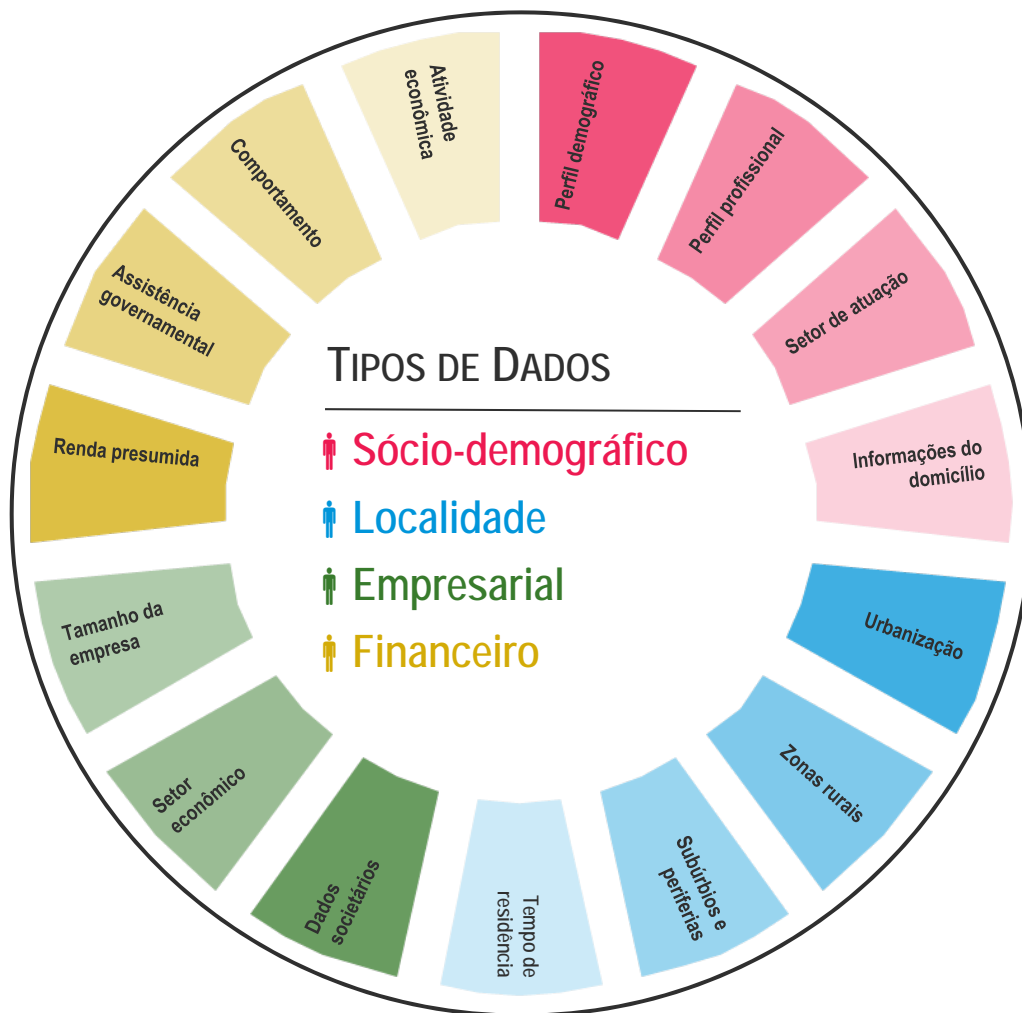 TIPOS DE DADOS
Sócio-demográfico
Localidade
Empresarial
Financeiro
Perfil demográfico
Perfil profissional
Setor de atuação
Informações do
domicílio
Urbanização
Zonas rurais
Subúrbios e
periferias
Tempo de
residência
Dados
societários
Setor
econômico
Tamanho da
empresa
Renda presumida
Assistência
governamental
Comportamento
Atividade
econômica